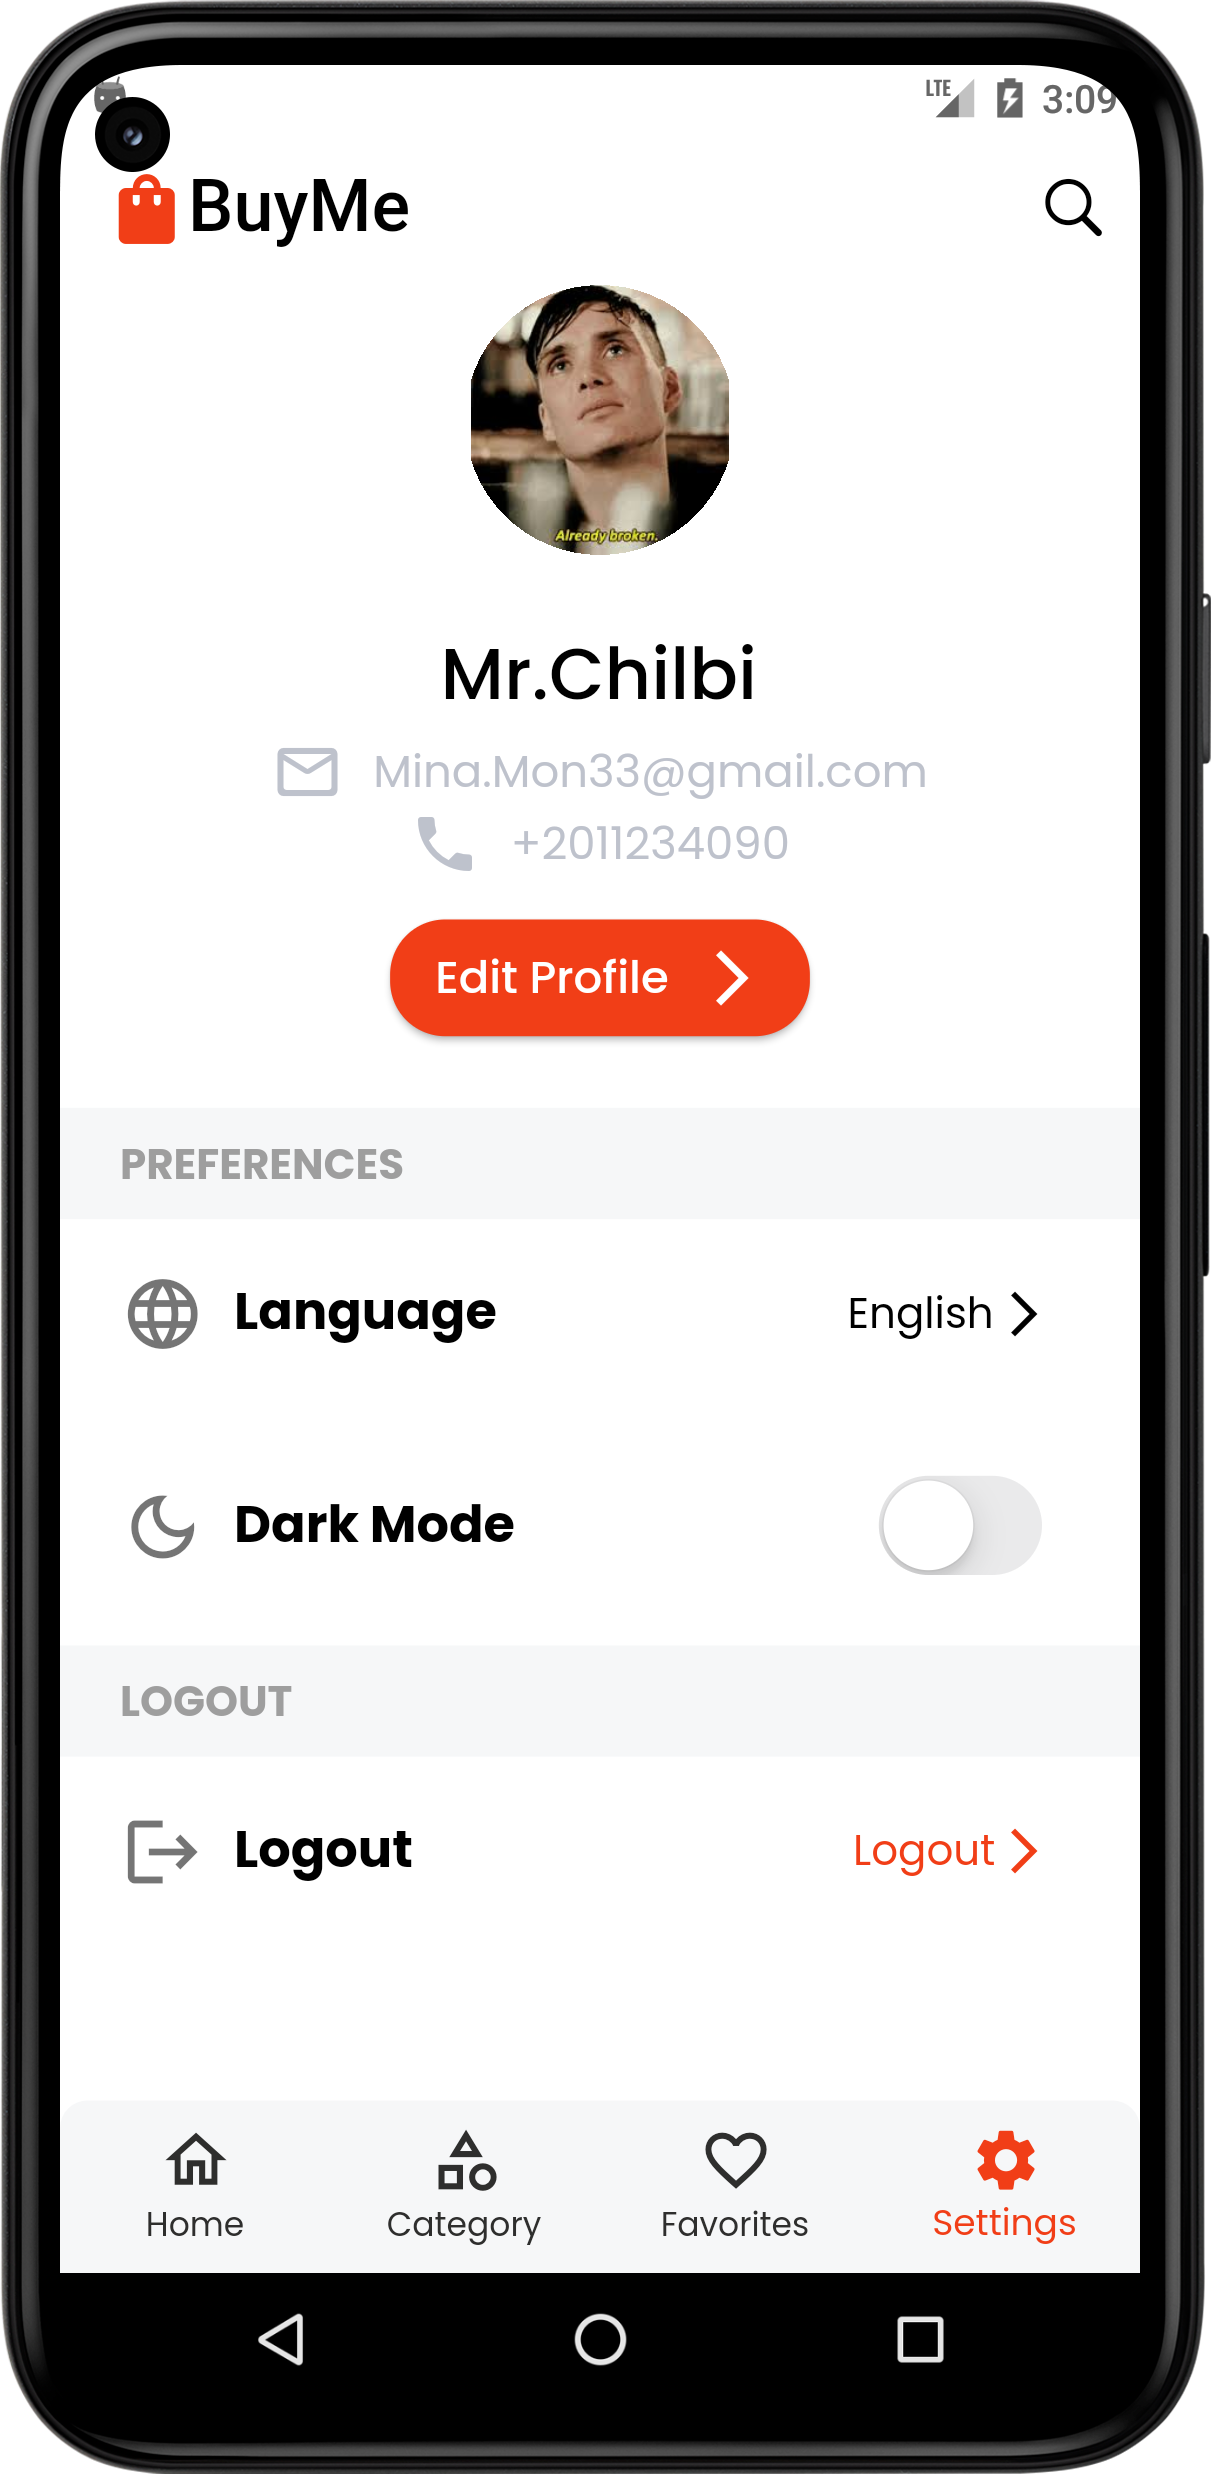 LTE 3:09
BuyMe
Already broken.
Mr.Chilbi
Mina.Mon33@gmail.com
+2011234090
Edit Profile
PREFERENCES
Language English
Dark Mode
LOGOUT
Logout Logout
Home Category Favorites Settings